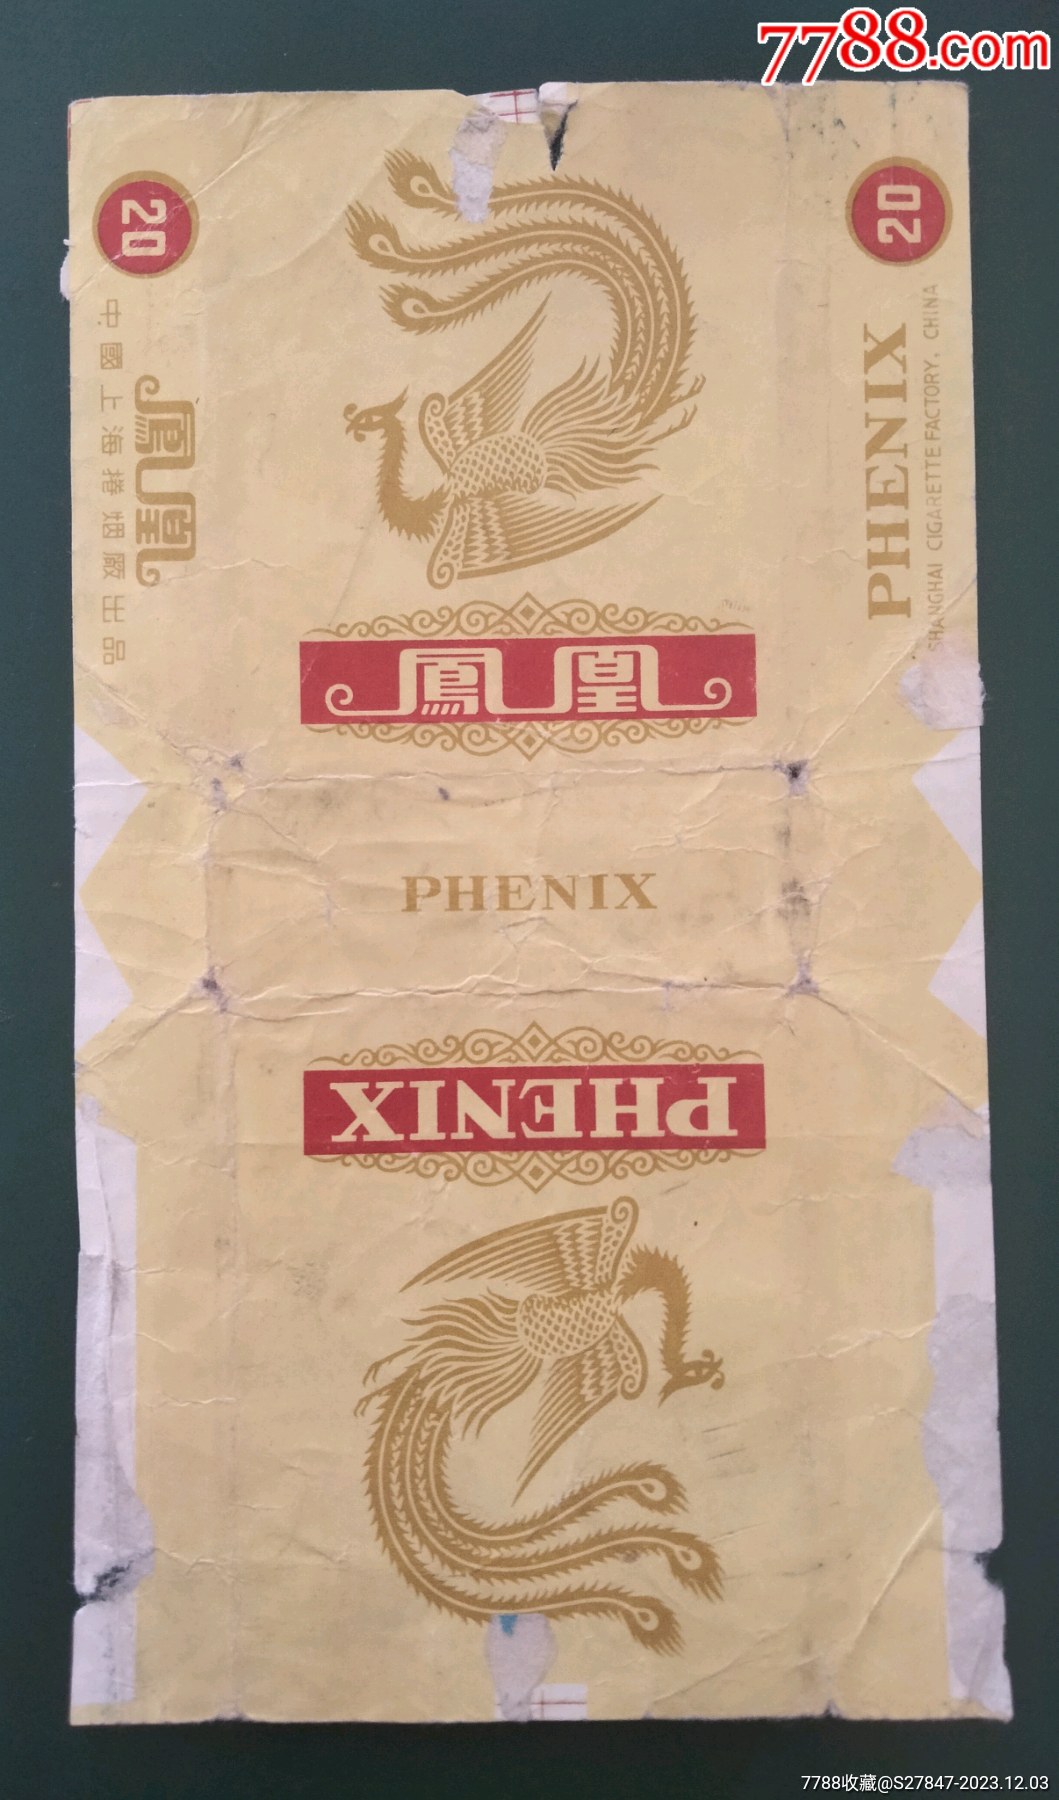 7788.com
20
中國上海捲烟厰出品
鳳凰
20
PHENIX
SHANGHAI CIGARETTE FACTORY. CHINA
鳳凰
PHENIX
PHENIX
7788收藏@S27847-2023.12.03